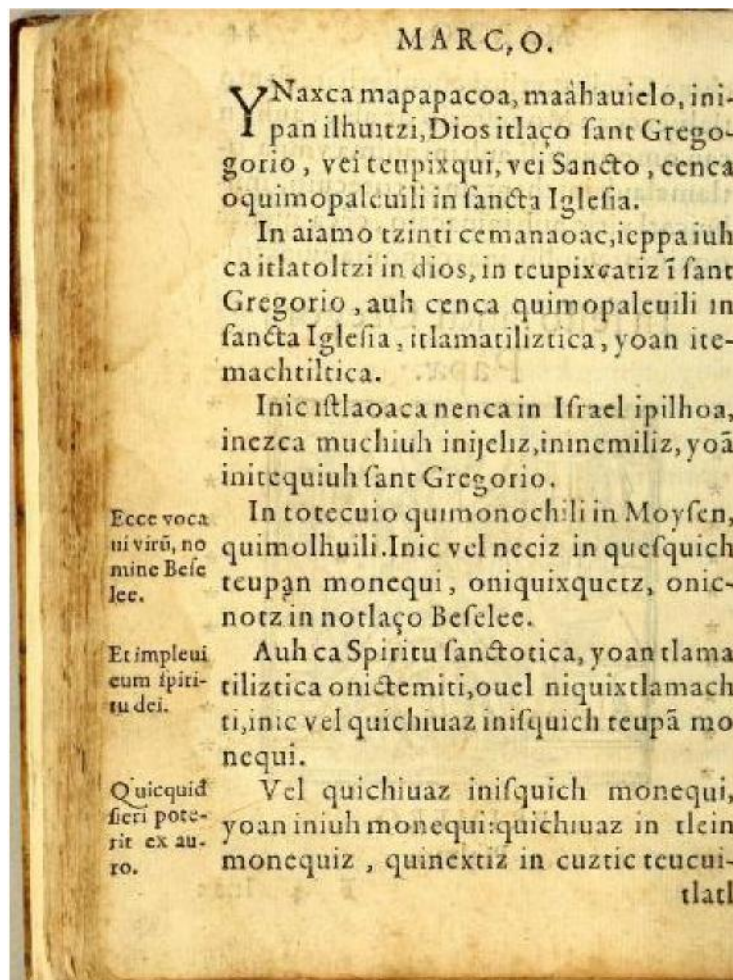 MARC,O.
YNaxca mapapacoa, maàhauielo, ini-
pan ilhuitzi, Dios itlaço ſant Grego-
gorio, vei teupixqui, vei Sancto, cenca
oquimopaleuili in ſancta Igleſia.
In aiamo tzinti cemanaoac, ieppa iuh
ca itlatoltzi in dios, in teupixcatiz ī ſant
Gregorio, auh cenca quimopaleuili in
ſancta Igleſia, itlamatiliztica, yoan ite-
machtiltica.
Inic iſtlaoaca nenca in Iſrael ipilhoa,
inezca muchiuh inijeliz, ininemiliz, yoā
initequiuh ſant Gregorio.
Ecce voca
ui virū, no
mine Beſe
lee.
In totecuio quimonochili in Moyſen,
quimolhuili. Inic vel neciz in queſquich
teupan monequi, oniquixquetz, onic-
notz in notlaço Beſelee.
Et impleui
eum ſpiri-
tu dei.
Auh ca Spiritu ſanctotica, yoan tlama
tiliztica onictemiti, ouel niquixtlamach
ti, inic vel quichiuaz iniſquich teupā mo
nequi.
Quicquid
fieri pote-
rit ex au-
ro.
Vel quichiuaz iniſquich monequi,
yoan iniuh monequi: quichiuaz in tlein
monequiz, quinextiz in cuztic teucui-
tlatl